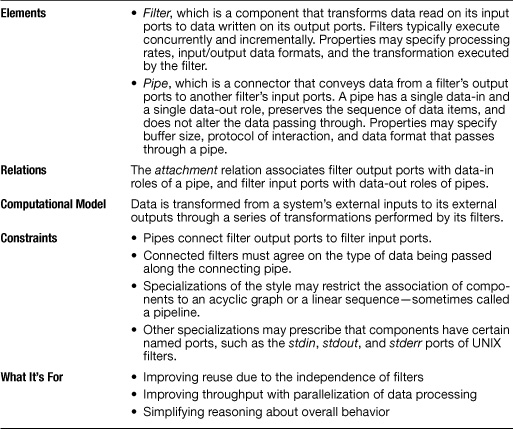 Elements
• Filter, which is a component that transforms data read on its input
ports to data written on its output ports. Filters typically execute
concurrently and incrementally. Properties may specify processing
rates, input/output data formats, and the transformation executed
by the filter.
• Pipe, which is a connector that conveys data from a filter’s output
ports to another filter’s input ports. A pipe has a single data-in and
a single data-out role, preserves the sequence of data items, and
does not alter the data passing through. Properties may specify
buffer size, protocol of interaction, and data format that passes
through a pipe.
Relations
The attachment relation associates filter output ports with data-in
roles of a pipe, and filter input ports with data-out roles of pipes.
Computational Model
Data is transformed from a system’s external inputs to its external
outputs through a series of transformations performed by its filters.
Constraints
• Pipes connect filter output ports to filter input ports.
• Connected filters must agree on the type of data being passed
along the connecting pipe.
• Specializations of the style may restrict the association of compo-
nents to an acyclic graph or a linear sequence—sometimes called
a pipeline.
• Other specializations may prescribe that components have certain
named ports, such as the stdin, stdout, and stderr ports of UNIX
filters.
What It’s For
• Improving reuse due to the independence of filters
• Improving throughput with parallelization of data processing
• Simplifying reasoning about overall behavior